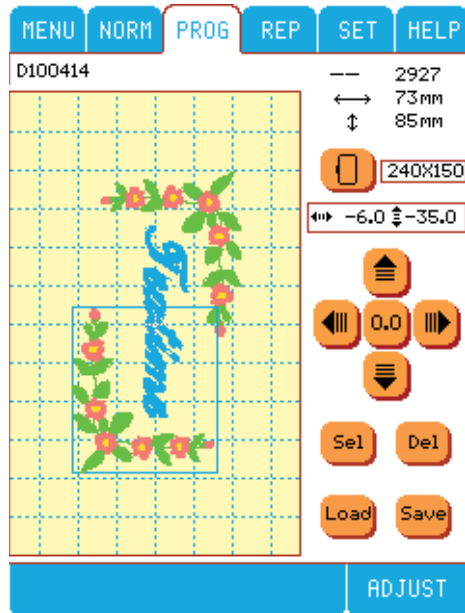 MENU NORM PROG REP SET HELP
D100414
2927
73MM
85MM
240X150
-6.0 -35.0
0.0
Sel Del
Load Save
ADJUST